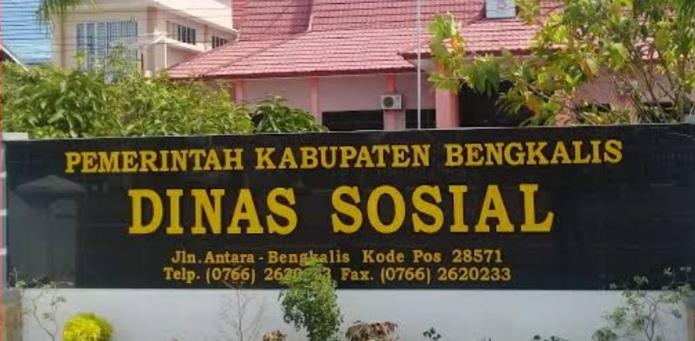 PEMERINTAH KABUPATEN BENGKALIS
DINAS SOSIAL
Jln. Antara - Bengkalis Kode Pos 28571
Telp. (0766) Fax. (0766) 2620233